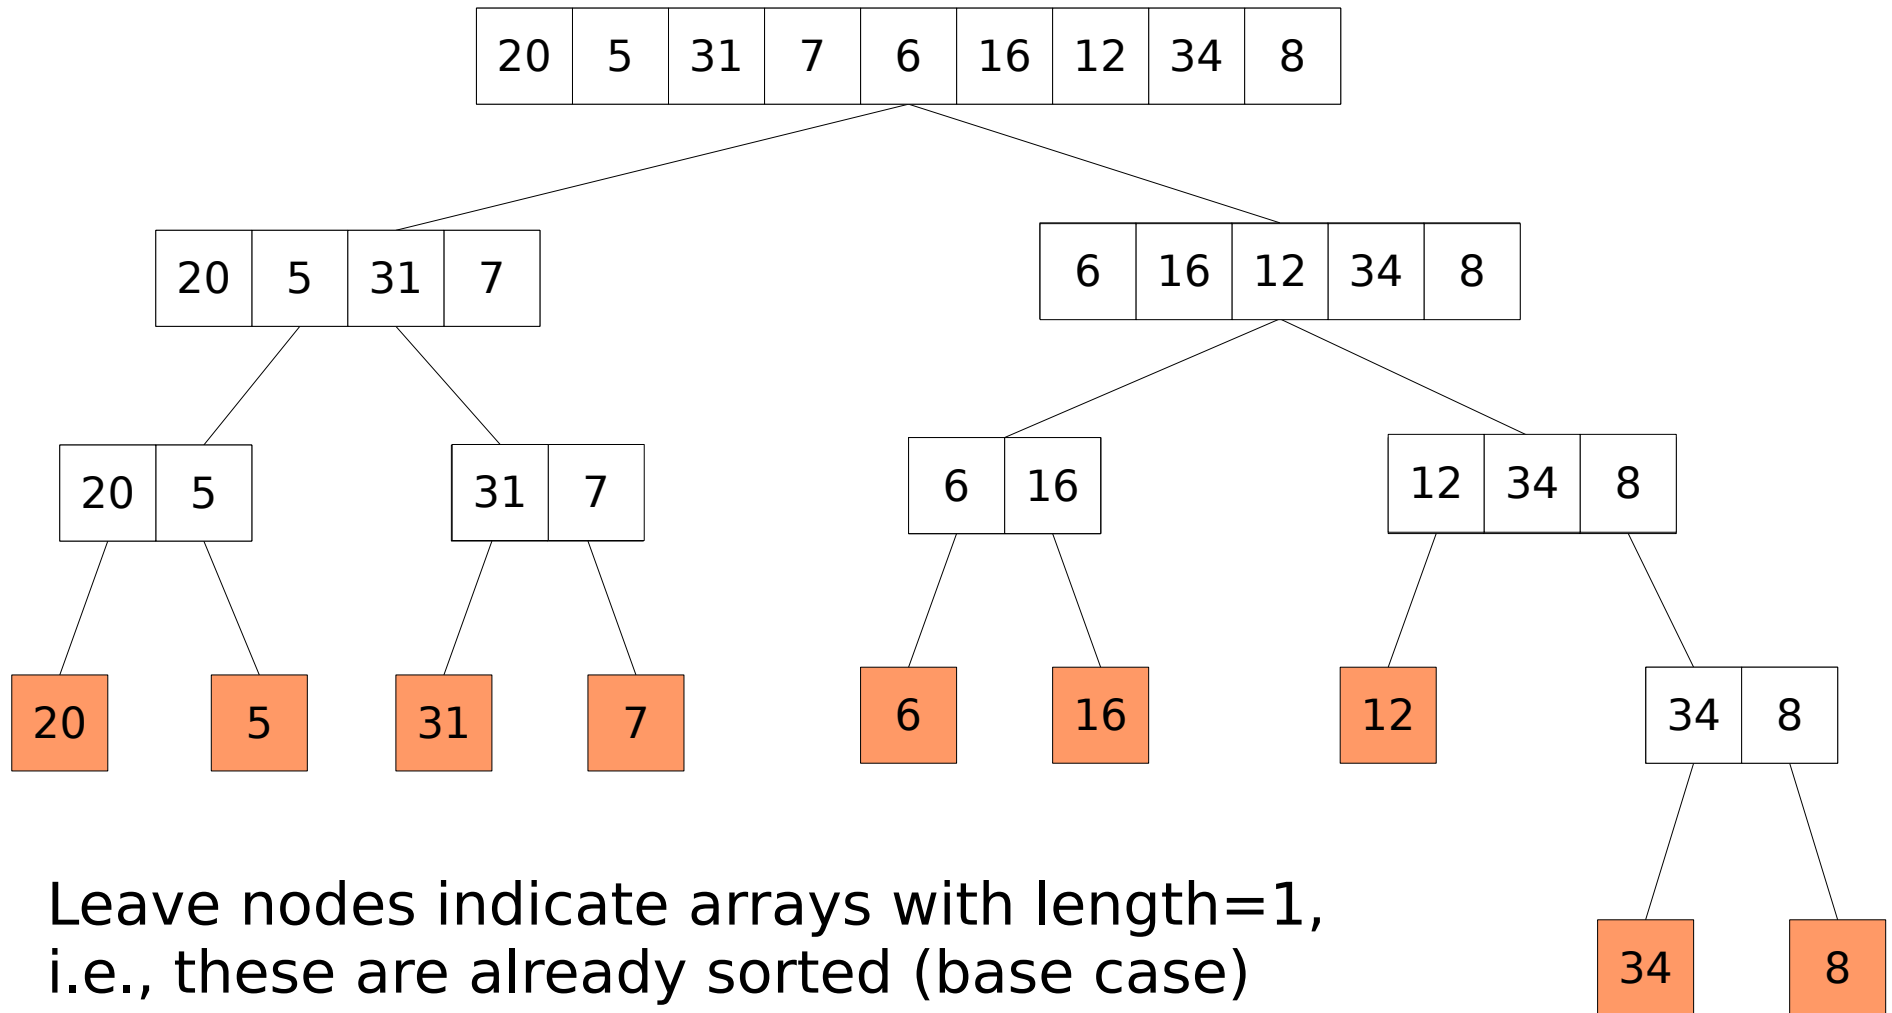 20 5 31 7 6 16 12 34 8
20 5 31 7
6 16 12 34 8
20 5
31 7
6 16
12 34 8
20
5
31
7
6
16
12
34 8
34
8
Leave nodes indicate arrays with length=1,
i.e., these are already sorted (base case)